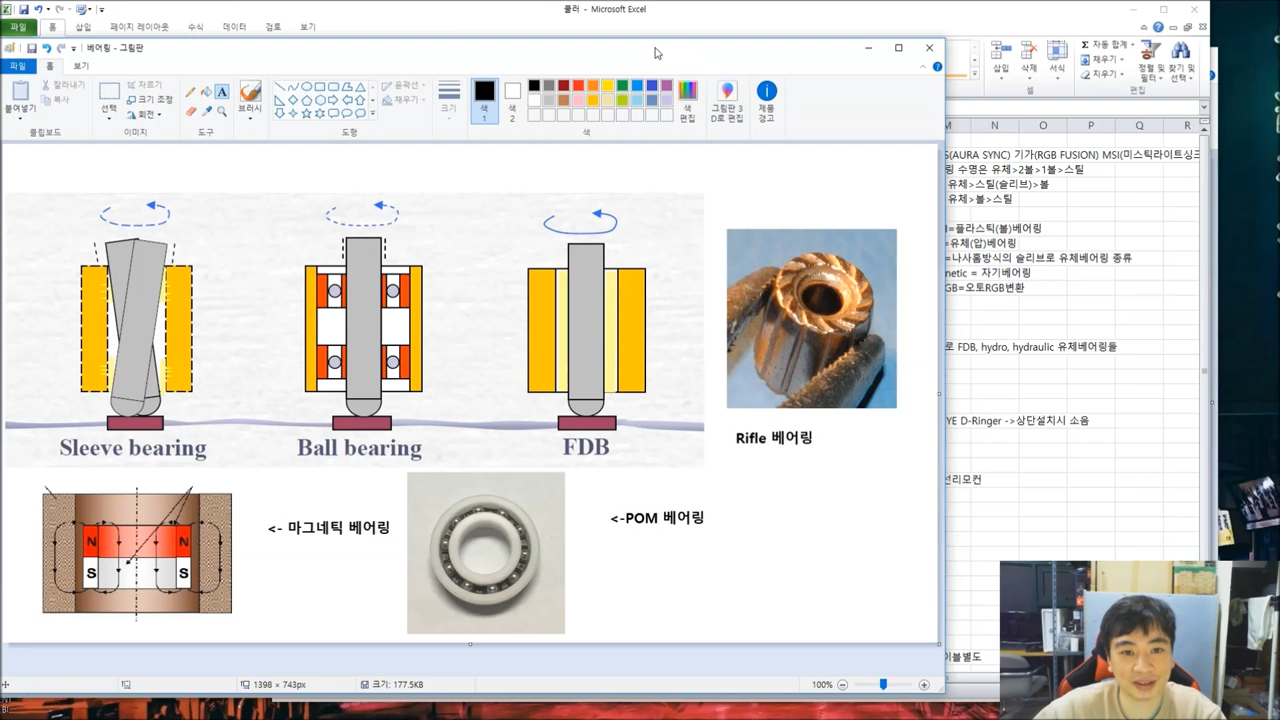 쿨러 - Microsoft Excel
파일 홈 삽입 페이지 레이아웃 수식 데이터 검토 보기
베어링 - 그림판
파일 홈 보기
붙여넣기
잘라내기
복사
클립보드
선택
자르기
크기 조정
회전
이미지
A
도구
브러시
윤곽선
채우기
도형
크기
색 1
색 2
색 편집
색
그림판 3D로 편집
제품 경고
삽입 삭제 서식
셀
Σ 자동 합계
채우기
지우기
정렬 및 필터
찾기 및 선택
편집
N O P Q R
(AURA SYNC) 기가(RGB FUSION) MSI(미스틱라이트싱크
링 수명은 유체>2볼>1볼>스틸
유체>스틸(슬리브)>볼
유체>볼>스틸
=플라스틱(볼)베어링
=유체(압)베어링
=나사홈방식의 슬리브로 유체베어링 종류
netic = 자기베어링
GB=오토RGB변환
로 FDB, hydro, hydraulic 유체베어링들
YE D-Ringer ->상단설치시 소음
선리모컨
이블별도
Sleeve bearing
Ball bearing
FDB
Rifle 베어링
N N
S S
<- 마그네틱 베어링
<-POM 베어링
1398 × 743px
크기: 177.5KB
100%